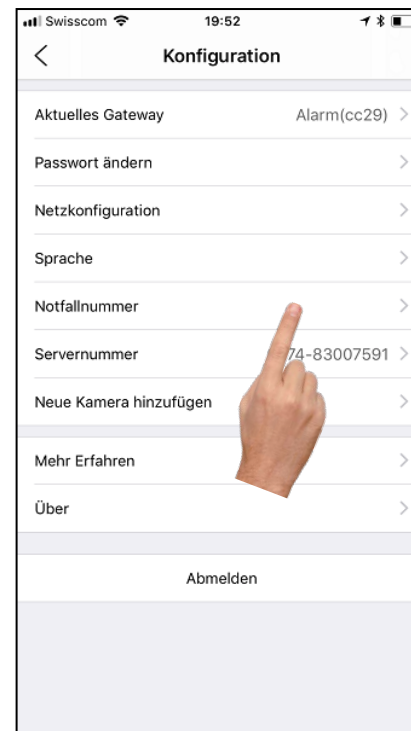 Swisscom 19:52
Konfiguration
Aktuelles Gateway Alarm(cc29)
Passwort ändern
Netzkonfiguration
Sprache
Notfallnummer
Servernummer 74-83007591
Neue Kamera hinzufügen
Mehr Erfahren
Über
Abmelden